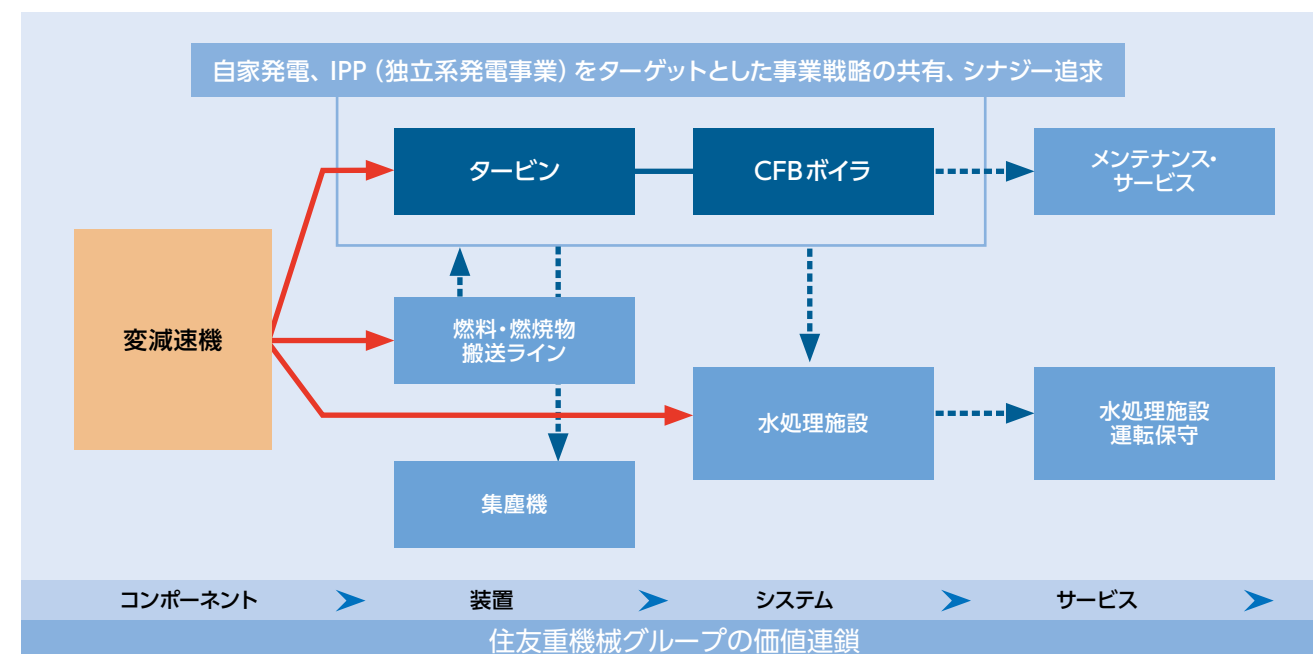 自家発電、IPP（独立系発電事業）をターゲットとした事業戦略の共有、シナジー追求
タービン
CFBボイラ
メンテナンス・
サービス
変減速機
燃料・燃焼物
搬送ライン
水処理施設
水処理施設
運転保守
集塵機
コンポーネント
装置
システム
サービス
住友重機械グループの価値連鎖